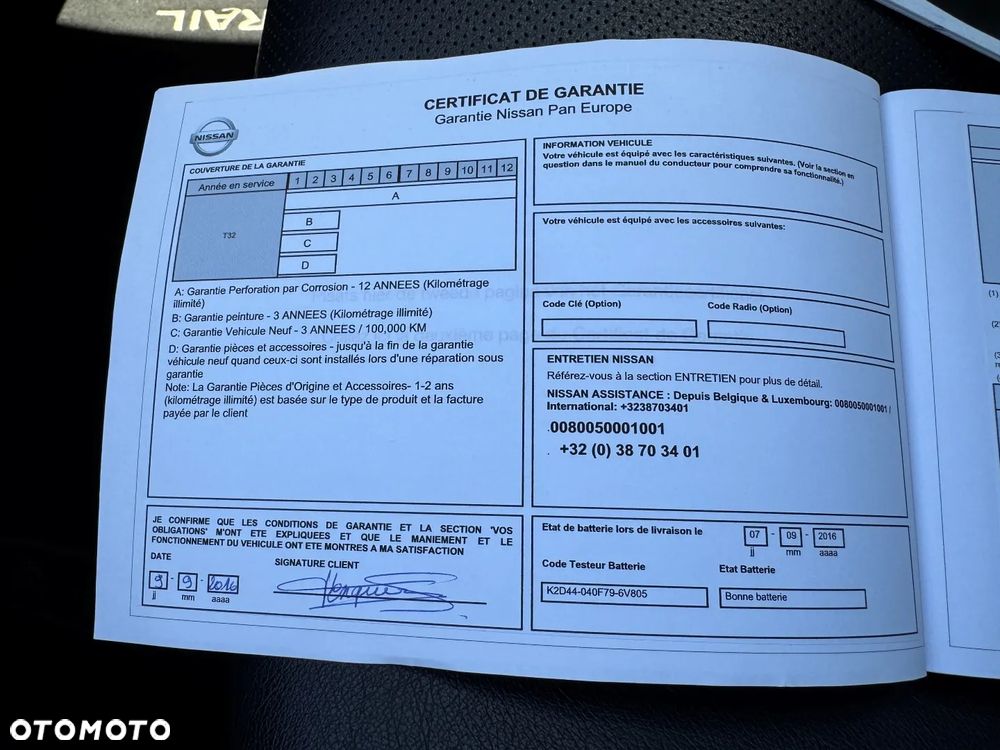 RAIL
CERTIFICAT DE GARANTIE
Garantie Nissan Pan Europe
NISSAN
COUVERTURE DE LA GARANTIE
Année en service 1 2 3 4 5 6 7 8 9 10 11 12
A
T32
B
C
D
A: Garantie Perforation par Corrosion - 12 ANNEES (Kilométrage
illimité)
B: Garantie peinture - 3 ANNEES (Kilométrage illimité)
C: Garantie Vehicule Neuf - 3 ANNEES / 100,000 KM
D: Garantie pièces et accessoires - jusqu'à la fin de la garantie
véhicule neuf quand ceux-ci sont installés lors d'une réparation sous
garantie
Note: La Garantie Pièces d'Origine et Accessoires- 1-2 ans
(kilométrage illimité) est basée sur le type de produit et la facture
payée par le client
JE CONFIRME QUE LES CONDITIONS DE GARANTIE ET LA SECTION 'VOS
OBLIGATIONS' M'ONT ETE EXPLIQUEES ET QUE LE MANIEMENT ET LE
FONCTIONNEMENT DU VEHICULE ONT ETE MONTRES A MA SATISFACTION
DATE
SIGNATURE CLIENT
9 - 9 - 2016
jj mm aaaa
INFORMATION VEHICULE
Votre véhicule est équipé avec les caractéristiques suivantes. (Voir la section en
question dans le manuel du conducteur pour comprendre sa fonctionnalité.)
Votre véhicule est équipé avec les accessoires suivantes:
Code Clé (Option) Code Radio (Option)
ENTRETIEN NISSAN
Référez-vous à la section ENTRETIEN pour plus de détail.
NISSAN ASSISTANCE : Depuis Belgique & Luxembourg: 0080050001001 /
International: +3238703401
.0080050001001
. +32 (0) 38 70 34 01
Etat de batterie lors de livraison le 07 - 09 - 2016
jj mm aaaa
Code Testeur Batterie Etat Batterie
K2D44-040F79-6V805 Bonne batterie
(1)
(2
(3
OTOMOTO